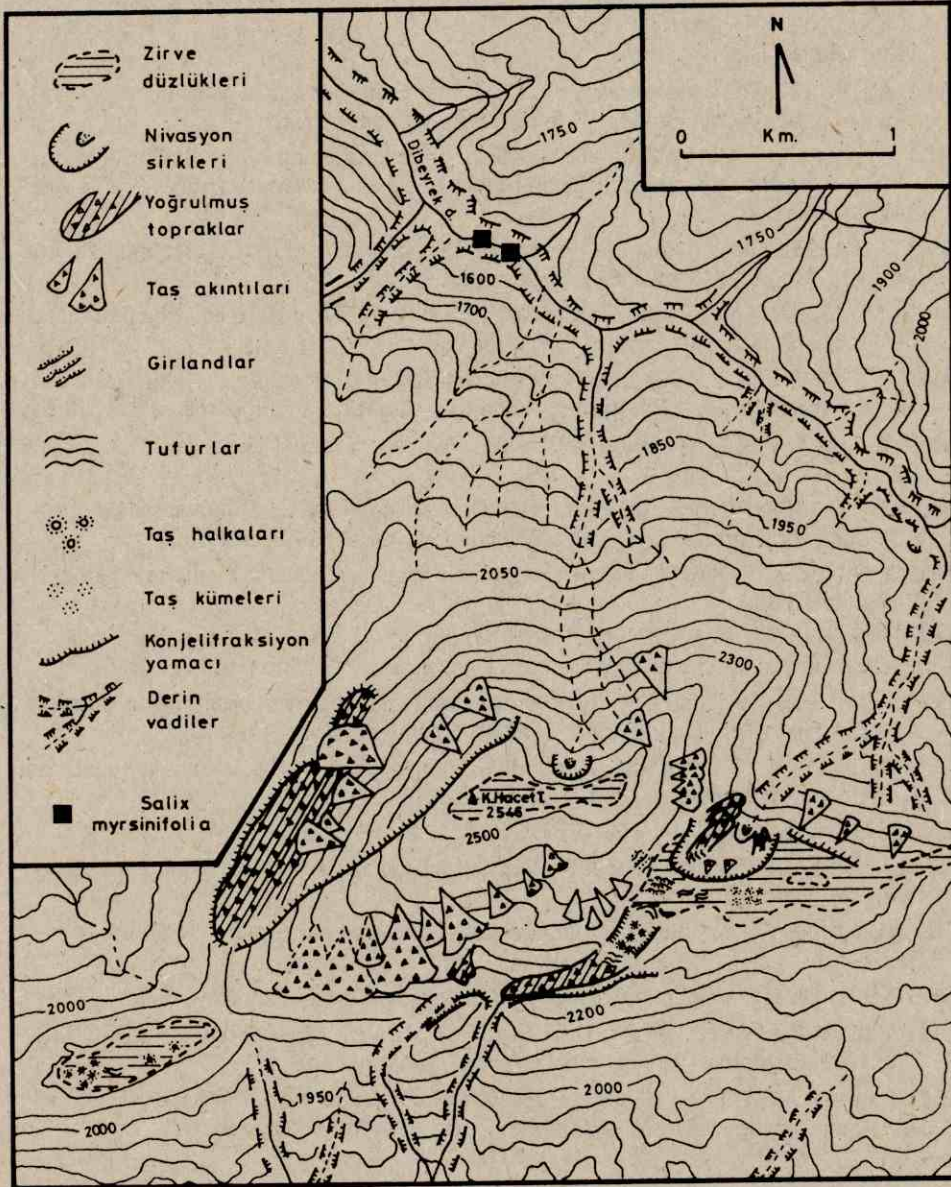 Zirve
düzlükleri
Nivasyon
sirkleri
Yoğrulmuş
topraklar
Taş akıntıları
Girlandlar
Tufurlar
Taş halkaları
Taş kümeleri
Konjelifraksiyon
yamacı
Derin
vadiler
Salix
myrsinifolia
N
0 Km. 1
Dibeyrek d.
1750
1750
1600
1700
1900
2000
1850
1950
2050
2300
K.Hacet T.
2546
2500
2000
2200
1950
2000
2000